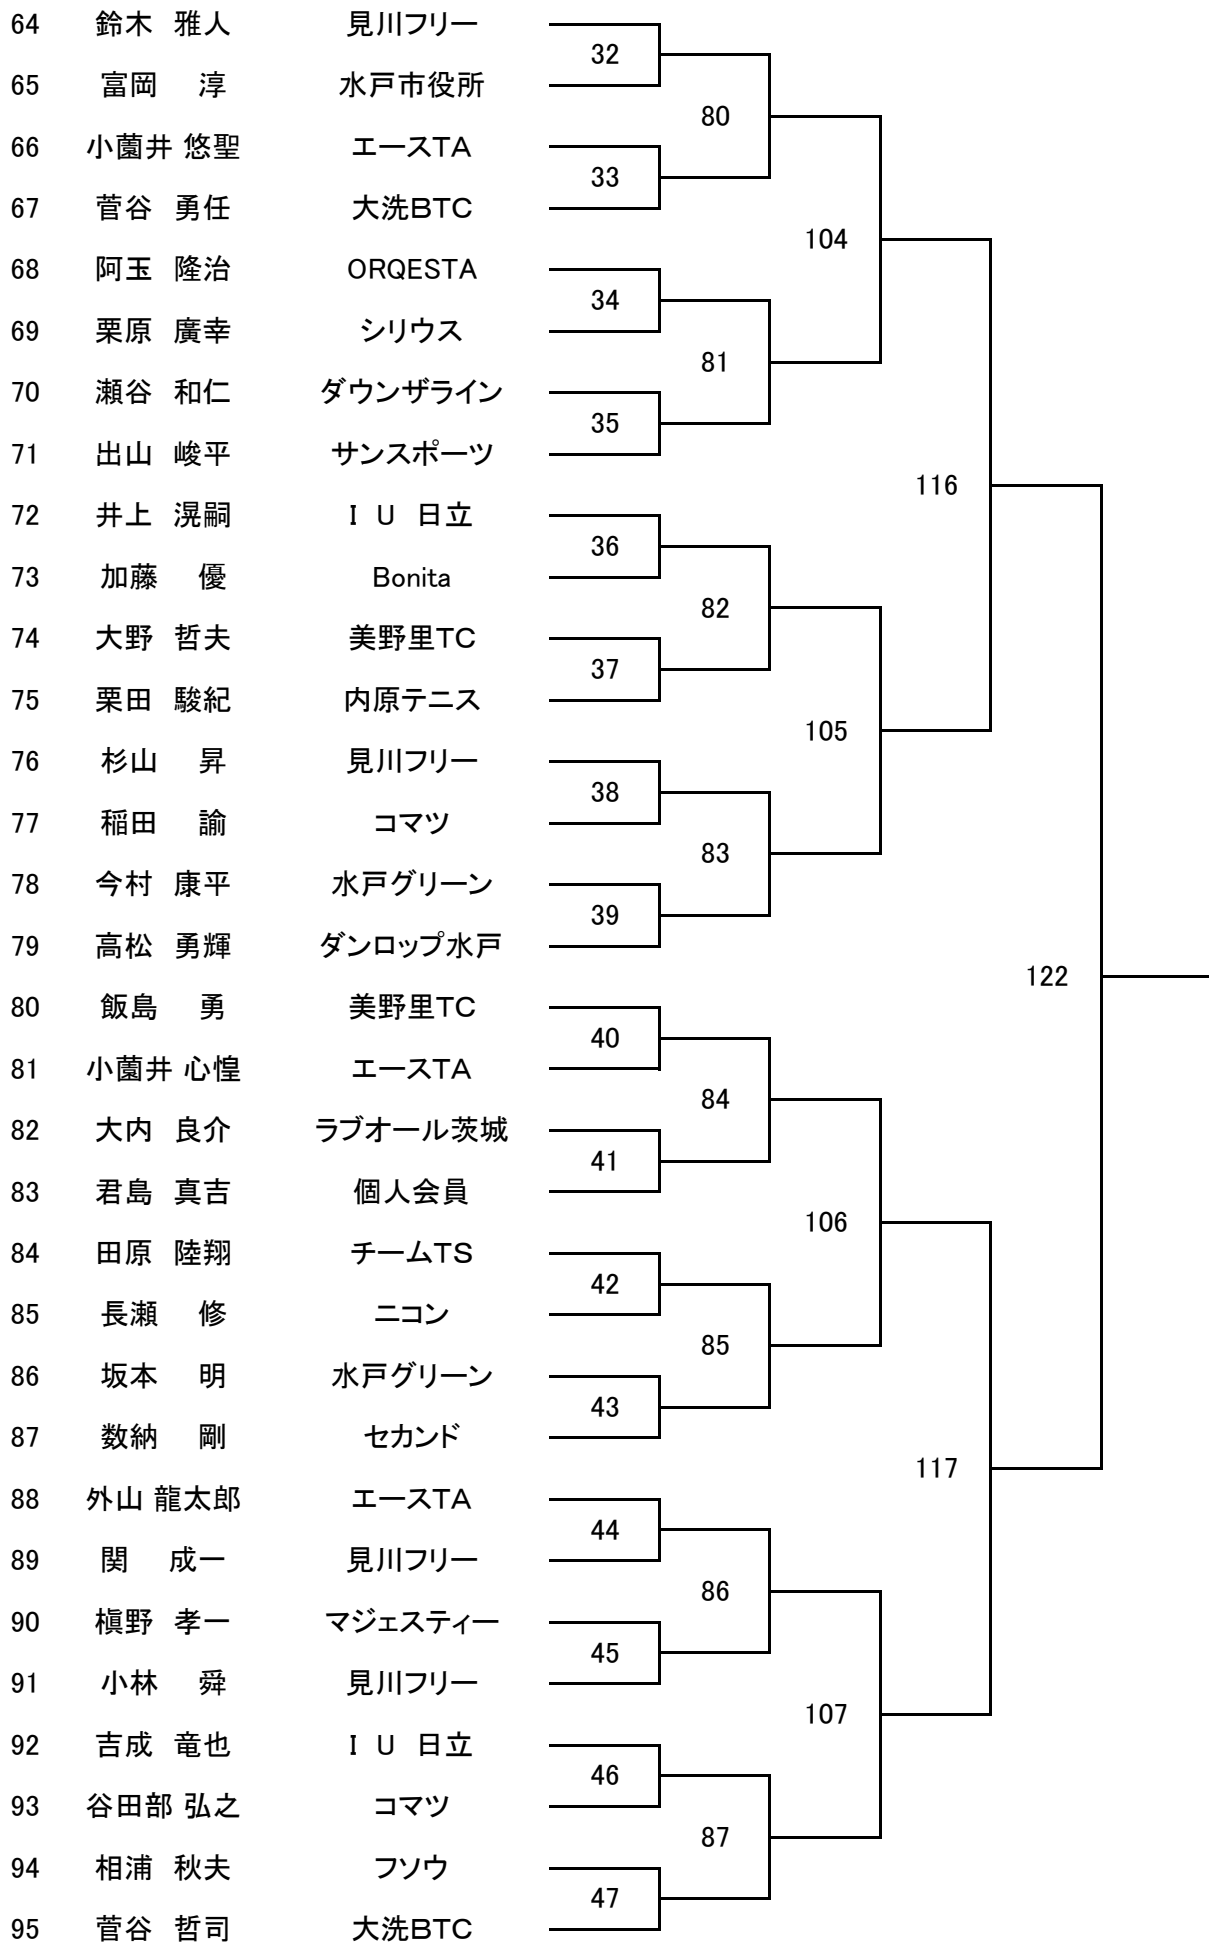 64 鈴木 雅人 見川フリー
32
65 富岡 淳 水戸市役所
80
66 小薗井 悠聖 エースTA
33
67 菅谷 勇任 大洗BTC
104
68 阿玉 隆治 ORQESTA
34
69 栗原 廣幸 シリウス
81
70 瀬谷 和仁 ダウンザライン
35
71 出山 峻平 サンスポーツ
116
72 井上 滉嗣 I U 日立
36
73 加藤 優 Bonita
82
74 大野 哲夫 美野里TC
37
75 栗田 駿紀 内原テニス
105
76 杉山 昇 見川フリー
38
77 稲田 諭 コマツ
83
78 今村 康平 水戸グリーン
39
79 高松 勇輝 ダンロップ水戸
122
80 飯島 勇 美野里TC
40
81 小薗井 心惶 エースTA
84
82 大内 良介 ラブオール茨城
41
83 君島 真吉 個人会員
106
84 田原 陸翔 チームTS
42
85 長瀬 修 ニコン
85
86 坂本 明 水戸グリーン
43
87 数納 剛 セカンド
117
88 外山 龍太郎 エースTA
44
89 関 成一 見川フリー
86
90 槇野 孝一 マジェスティー
45
91 小林 舜 見川フリー
107
92 吉成 竜也 I U 日立
46
93 谷田部 弘之 コマツ
87
94 相浦 秋夫 フソウ
47
95 菅谷 哲司 大洗BTC